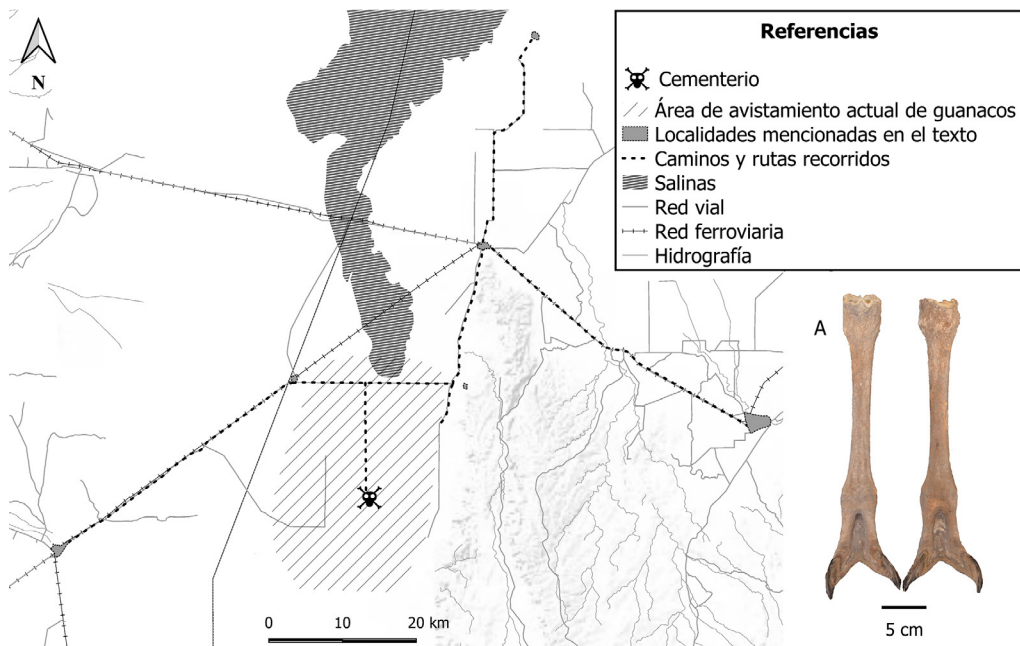 N
Referencias
Cementerio
Área de avistamiento actual de guanacos
Localidades mencionadas en el texto
Caminos y rutas recorridos
Salinas
Red vial
Red ferroviaria
Hidrografía
A
0 10 20 km
5 cm